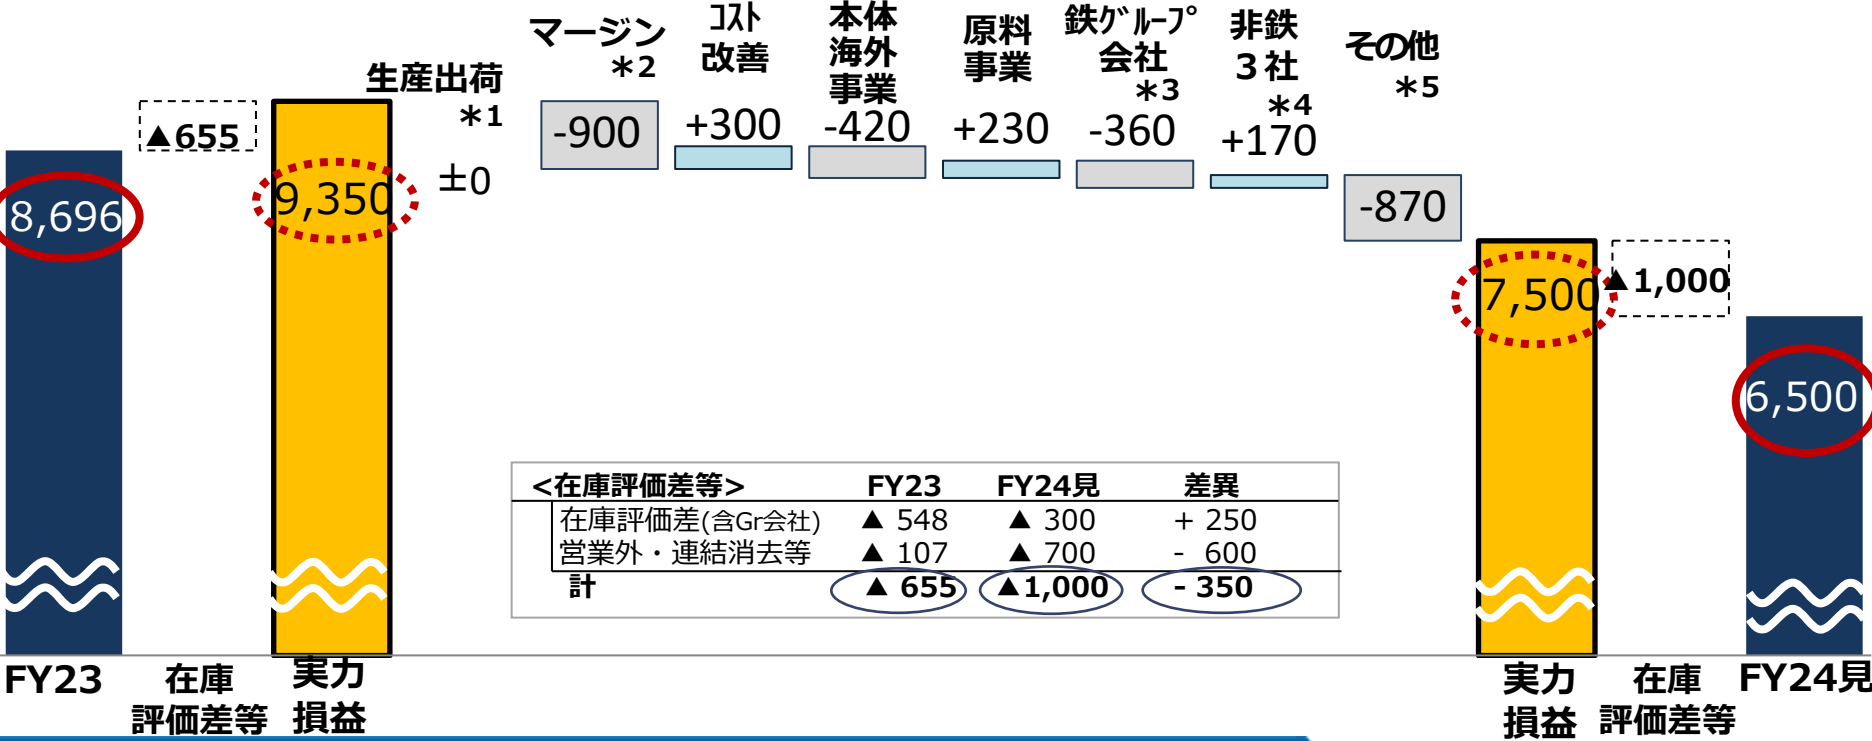 生産出荷
*1
±0
マージン
*2
-900
ｺｽﾄ
改善
+300
本体
海外
事業
-420
原料
事業
+230
鉄ｸﾞﾙｰﾌﾟ
会社
*3
-360
非鉄
３社
*4
+170
その他
*5
-870
▲655
8,696
9,350
7,500
▲1,000
6,500
<在庫評価差等> FY23 FY24見 差異
在庫評価差(含Gr会社) ▲ 548 ▲ 300 + 250
営業外・連結消去等 ▲ 107 ▲ 700 - 600
計 ▲ 655 ▲1,000 - 350
FY23
在庫
評価差等
実力
損益
実力
損益
在庫
評価差等
FY24見